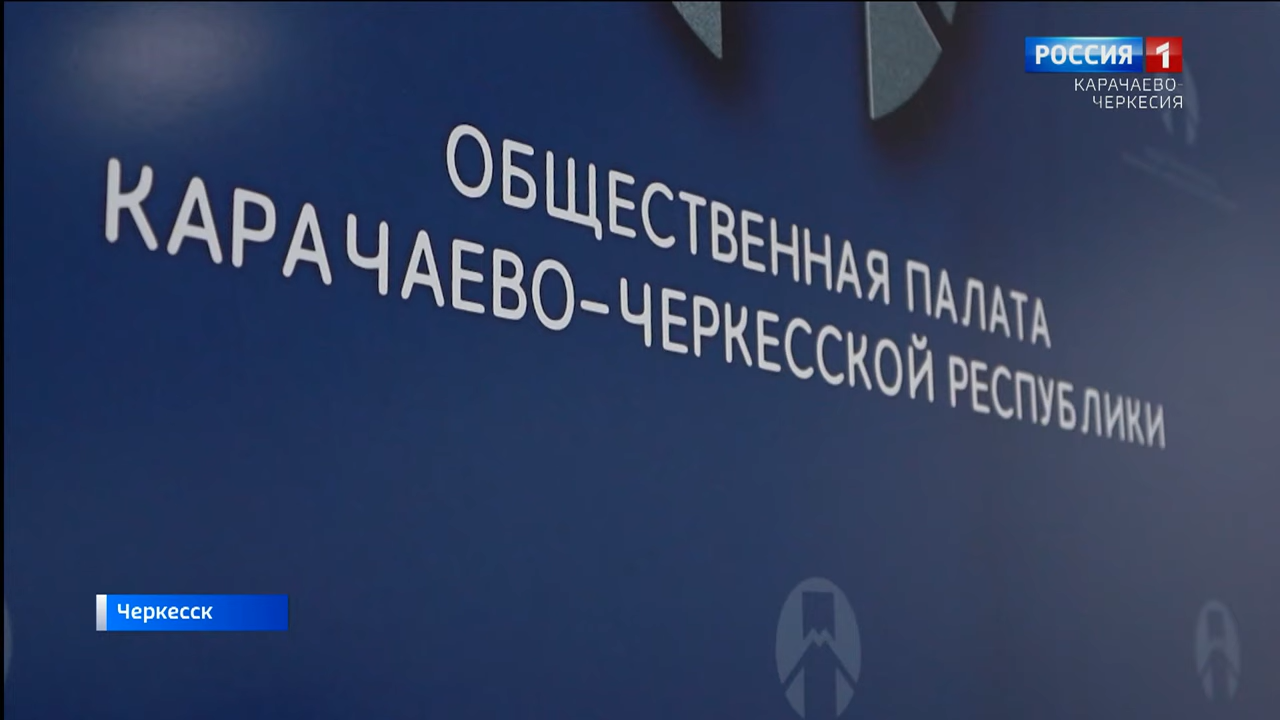 РОССИЯ 1
КАРАЧАЕВО-
ЧЕРКЕСИЯ
ОБЩЕСТВЕННАЯ ПАЛАТА
КАРАЧАЕВО-ЧЕРКЕССКОЙ РЕСПУБЛИКИ
Черкесск